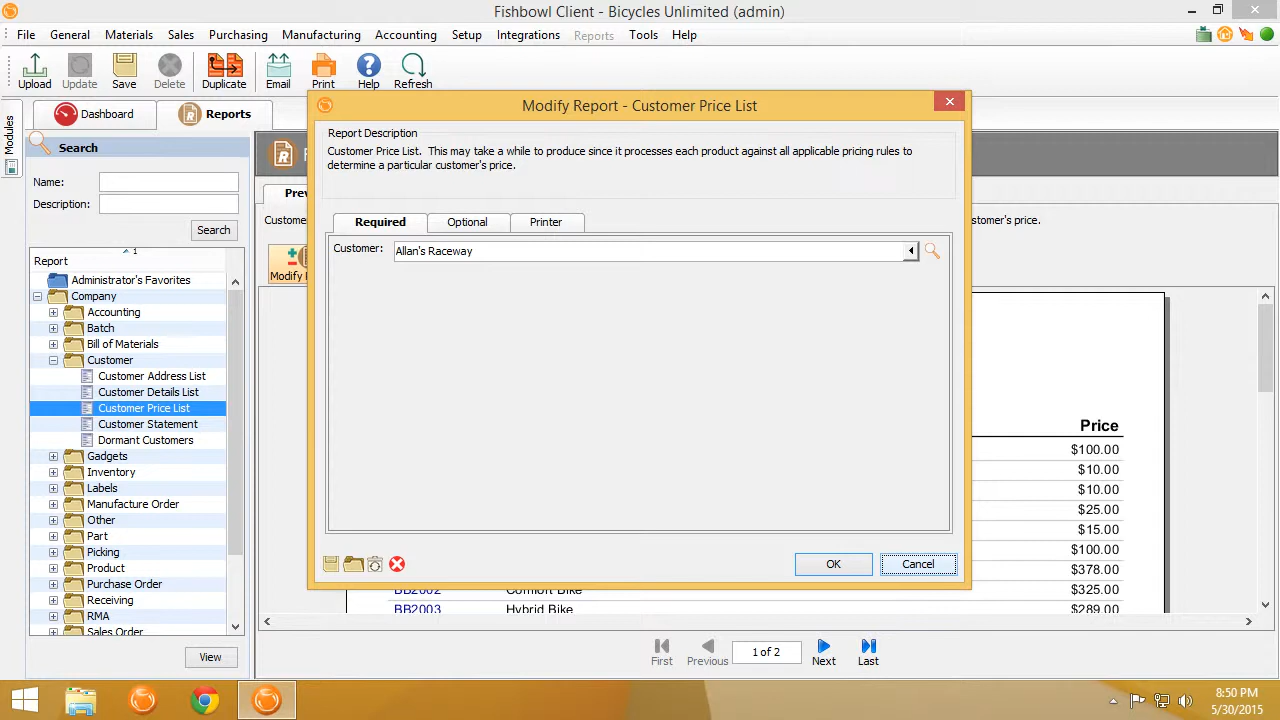 Fishbowl Client - Bicycles Unlimited (admin)
File General Materials Sales Purchasing Manufacturing Accounting Setup Integrations Reports Tools Help
Upload Update Save Delete Duplicate Email Print Help Refresh
Modules
Dashboard Reports
Search
Name:
Description:
Search
1
Report
Administrator's Favorites
Company
Accounting
Batch
Bill of Materials
Customer
Customer Address List
Customer Details List
Customer Price List
Customer Statement
Dormant Customers
Gadgets
Inventory
Labels
Manufacture Order
Other
Part
Picking
Product
Purchase Order
Receiving
RMA
Sales Order
View
Modify Report - Customer Price List
Report Description
Customer Price List. This may take a while to produce since it processes each product against all applicable pricing rules to
determine a particular customer's price.
Required Optional Printer
Customer: Allan's Raceway
OK Cancel
Price
$100.00
$10.00
$10.00
$25.00
$15.00
$100.00
$378.00
BB2002 Comfort Bike $325.00
BB2003 Hybrid Bike $289.00
First Previous 1 of 2 Next Last
8:50 PM
5/30/2015